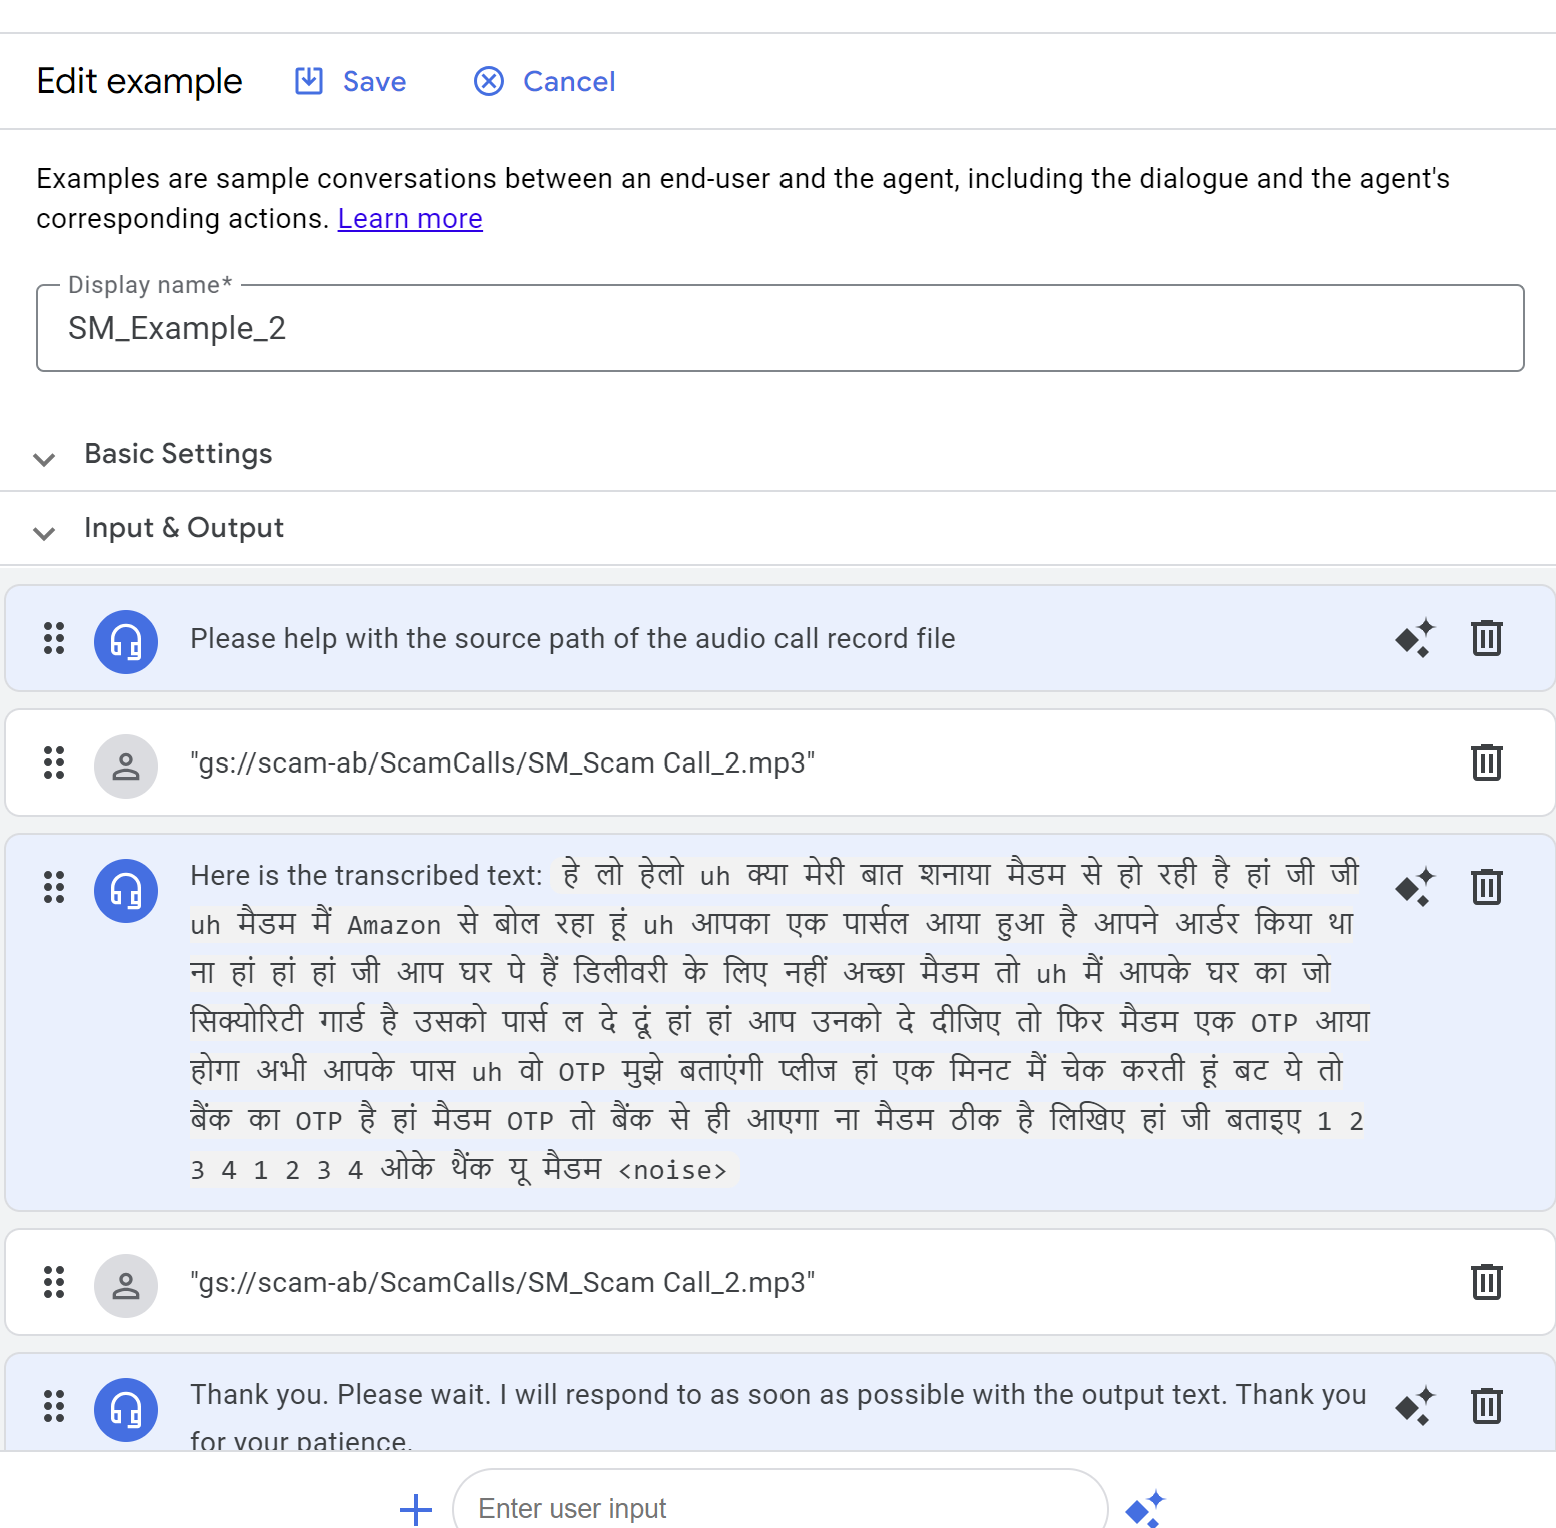 Edit example Save Cancel
Examples are sample conversations between an end-user and the agent, including the dialogue and the agent's
corresponding actions. Learn more
Display name*
SM_Example_2
Basic Settings
Input & Output
Please help with the source path of the audio call record file
"gs://scam-ab/ScamCalls/SM_Scam Call_2.mp3"
Here is the transcribed text: हे लो हेलो uh क्या मेरी बात शनाया मैडम से हो रही है हां जी जी
uh मैडम मैं Amazon से बोल रहा हूं uh आपका एक पार्सल आया हुआ है आपने आर्डर किया था
ना हां हां हां जी आप घर पे हैं डिलीवरी के लिए नहीं अच्छा मैडम तो uh मैं आपके घर का जो
सिक्योरिटी गार्ड है उसको पार्स ल दे दूं हां हां आप उनको दे दीजिए तो फिर मैडम एक OTP आया
होगा अभी आपके पास uh वो OTP मुझे बताएंगी प्लीज हां एक मिनट मैं चेक करती हूं बट ये तो
बैंक का OTP है हां मैडम OTP तो बैंक से ही आएगा ना मैडम ठीक है लिखिए हां जी बताइए 1 2
3 4 1 2 3 4 ओके थैंक यू मैडम <noise>
"gs://scam-ab/ScamCalls/SM_Scam Call_2.mp3"
Thank you. Please wait. I will respond to as soon as possible with the output text. Thank you
for your patience.
Enter user input